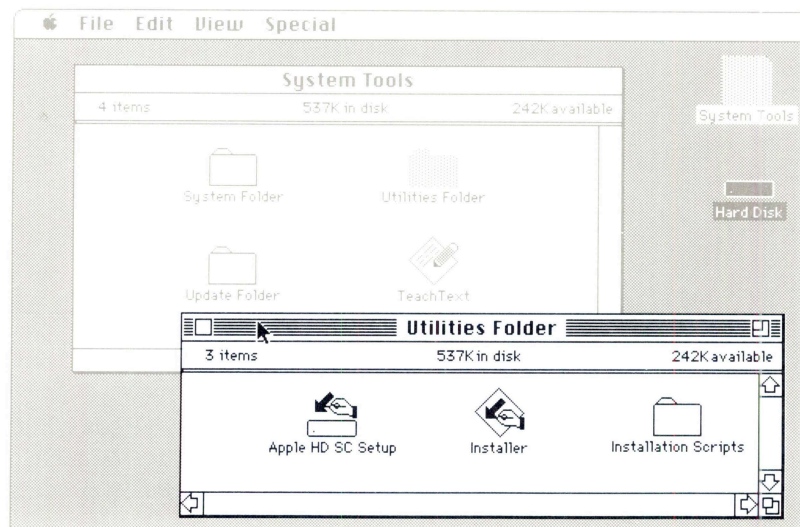 File Edit View Special
System Tools
4 items 537K in disk 242K available
System Folder Utilities Folder
Update Folder TeachText
System Tools
Hard Disk
Utilities Folder
3 items 537K in disk 242K available
Apple HD SC Setup Installer Installation Scripts